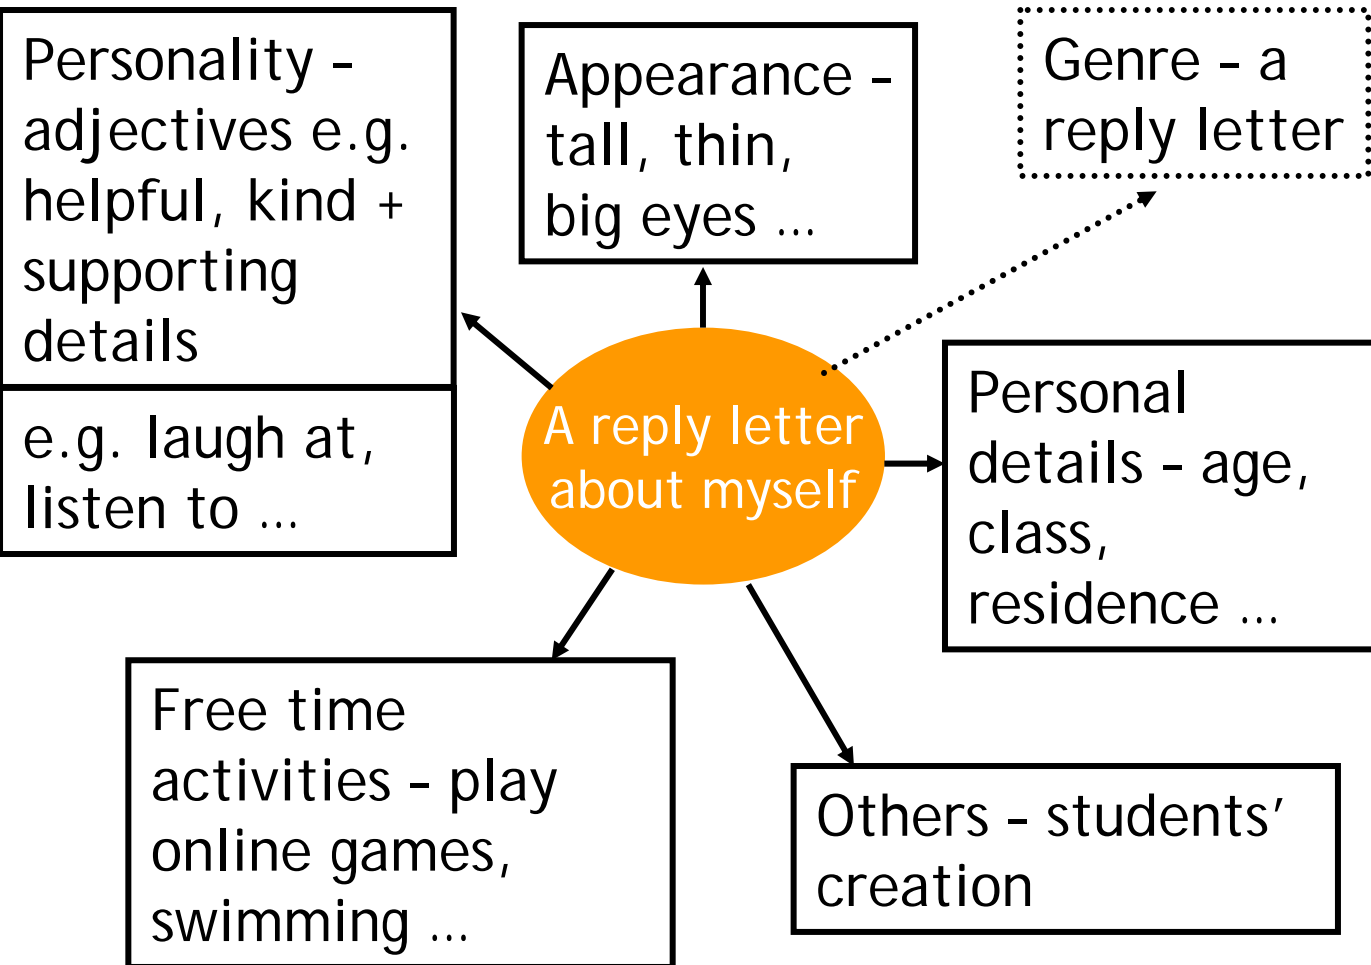 Personality –
adjectives e.g.
helpful, kind +
supporting
details
e.g. laugh at,
listen to ...
Appearance –
tall, thin,
big eyes ...
Genre – a
reply letter
A reply letter
about myself
Personal
details – age,
class,
residence ...
Free time
activities – play
online games,
swimming ...
Others – students’
creation